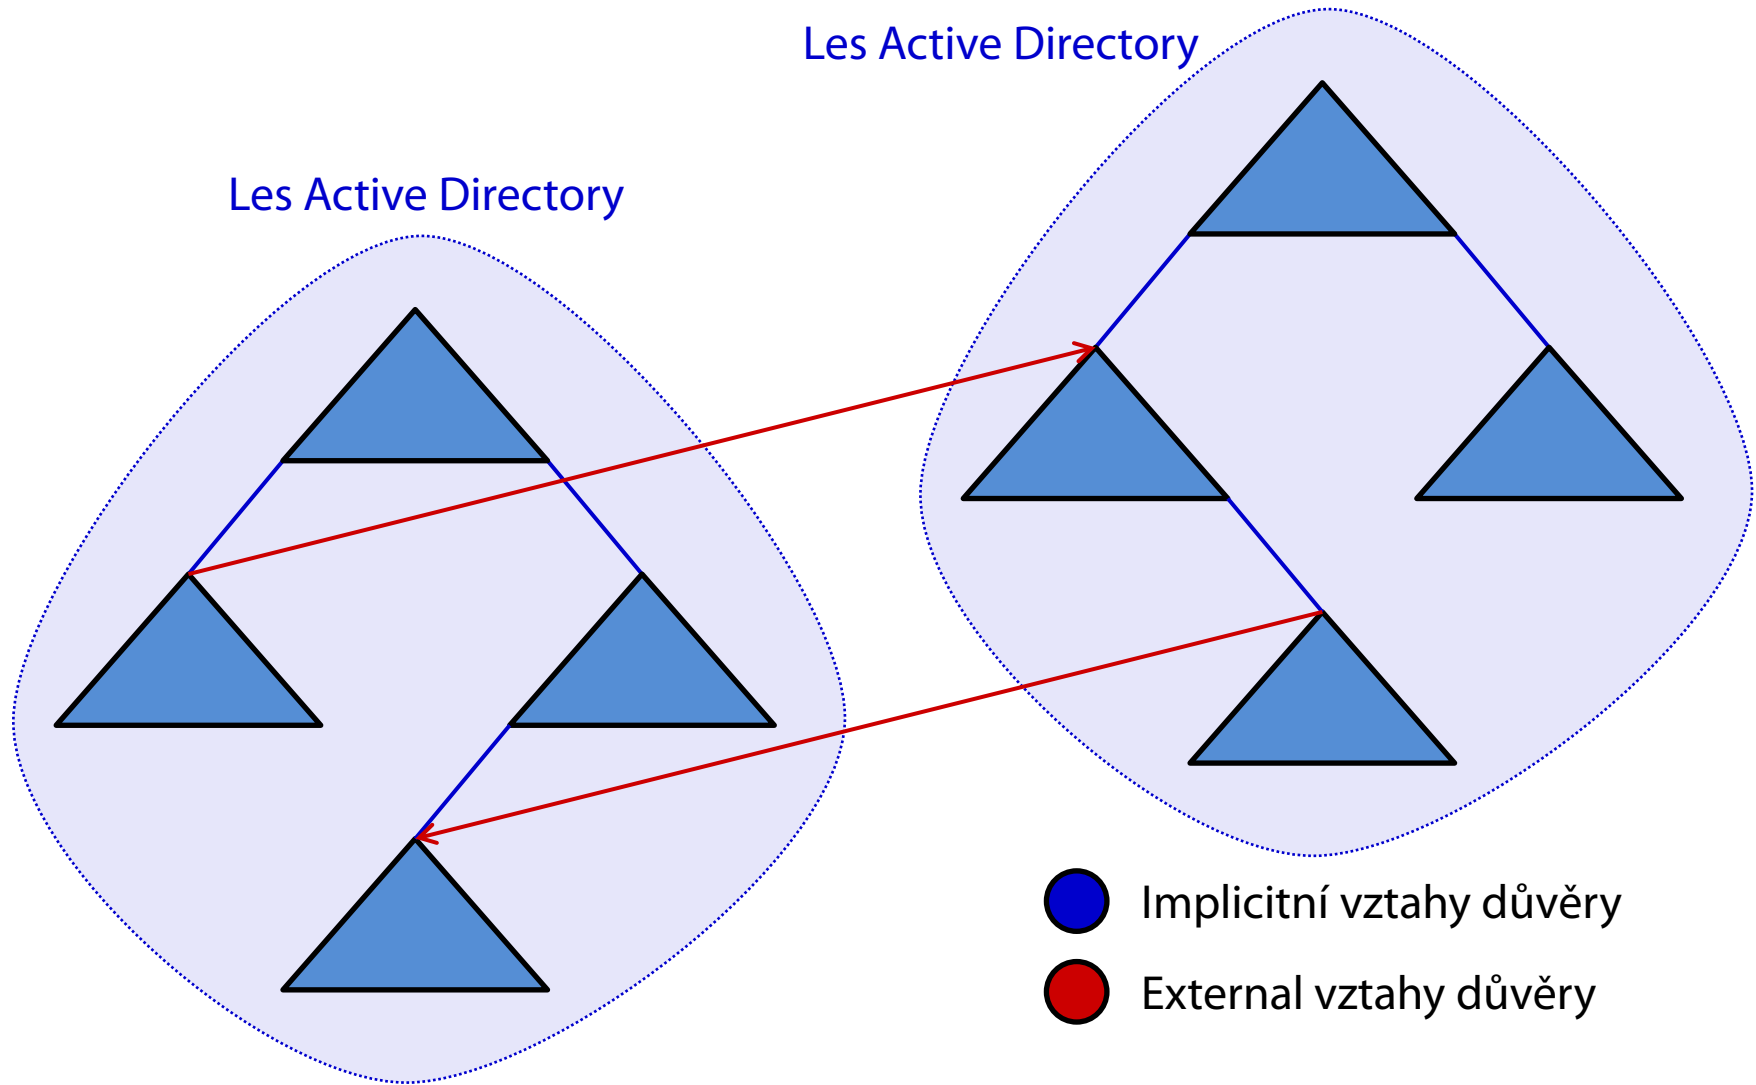 Les Active Directory
Les Active Directory
Implicitní vztahy důvěry
External vztahy důvěry